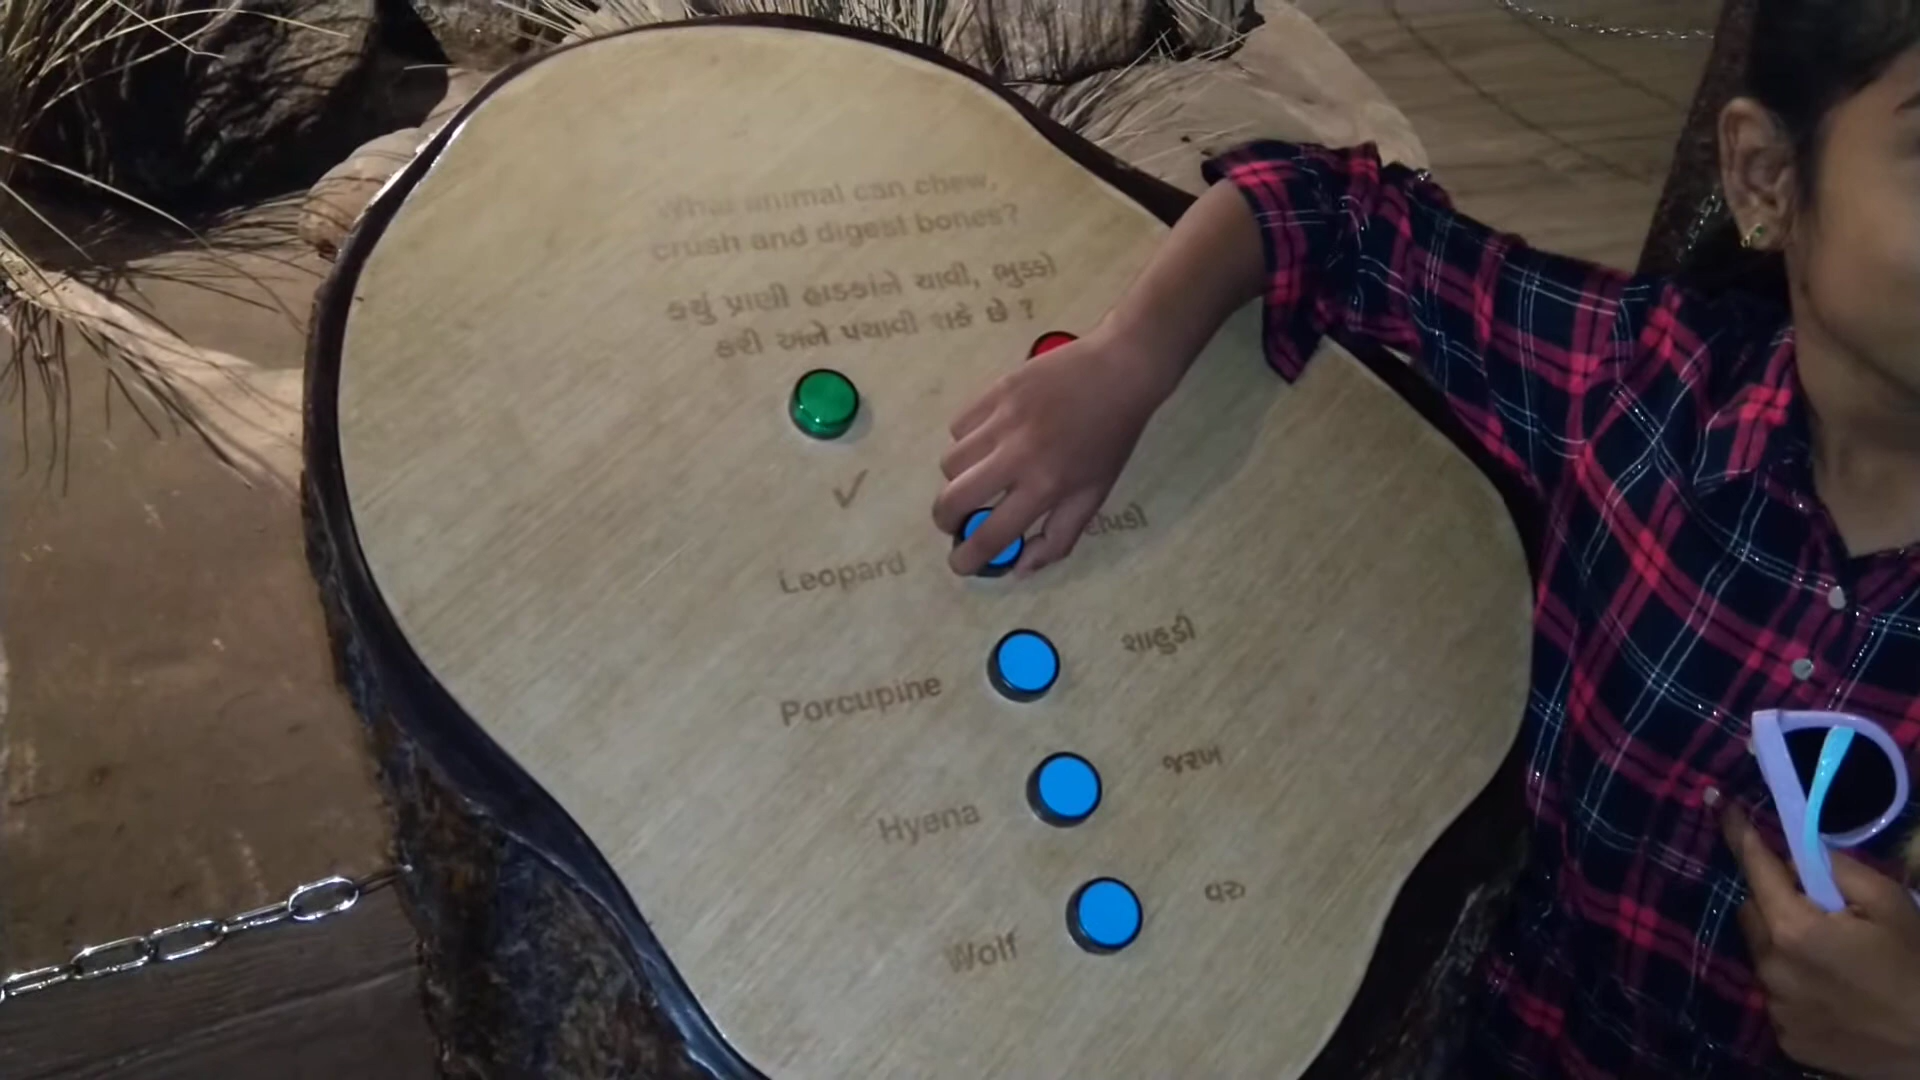 What animal can chew,
crush and digest bones?
કયું પ્રાણી હાડકાંને ચાવી, ભુક્કો
કરી અને પચાવી શકે છે ?
✓
Leopard
Porcupine શાહુડી
Hyena જરખ
Wolf વરુ